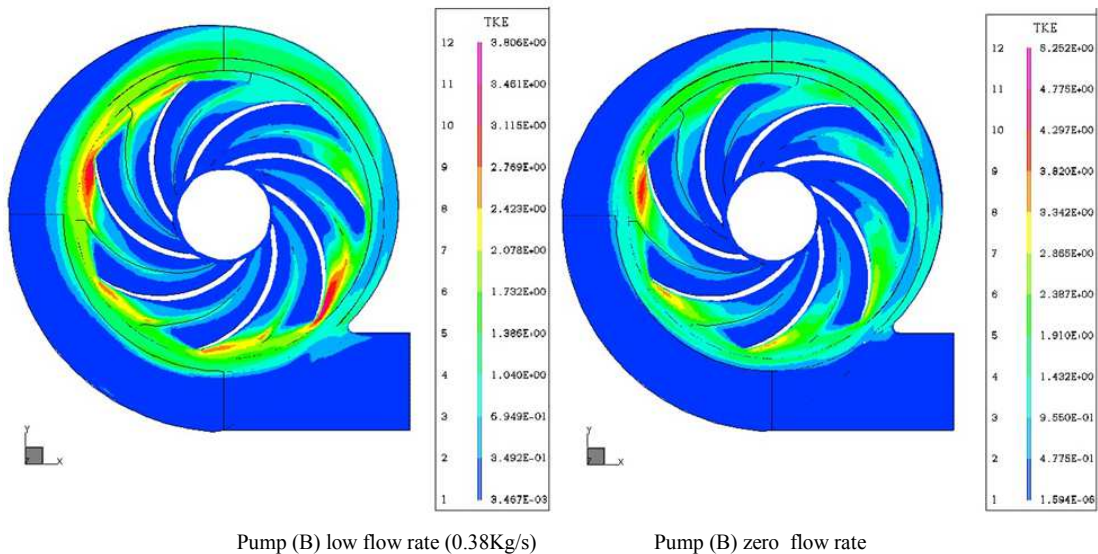 TKE
12 3.806E+00
11 3.461E+00
10 3.115E+00
9 2.769E+00
8 2.423E+00
7 2.078E+00
6 1.732E+00
5 1.386E+00
4 1.040E+00
3 6.949E-01
2 3.492E-01
1 3.467E-03
y
z x
TKE
12 5.252E+00
11 4.775E+00
10 4.297E+00
9 3.820E+00
8 3.342E+00
7 2.865E+00
6 2.387E+00
5 1.910E+00
4 1.432E+00
3 9.550E-01
2 4.775E-01
1 1.594E-06
y
z x
Pump (B) low flow rate (0.38Kg/s) Pump (B) zero flow rate